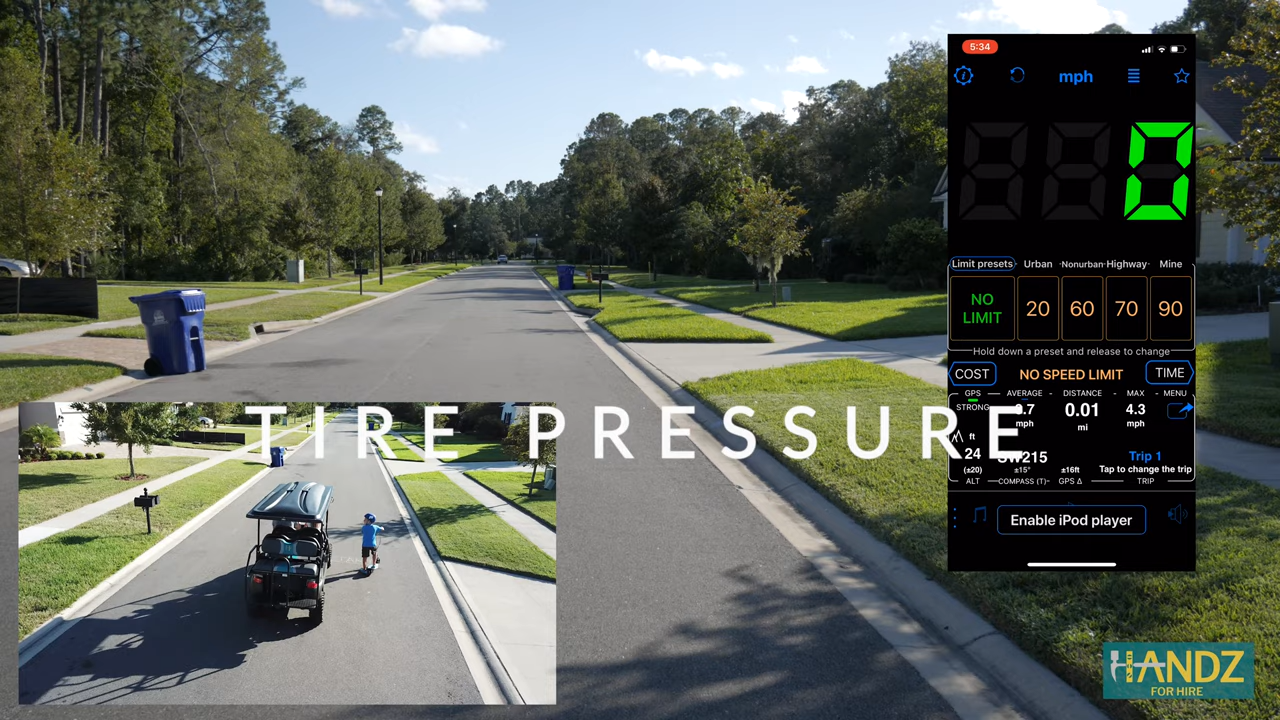 5:34
mph
0
Limit presets Urban Nonurban Highway Mine
NO LIMIT 20 60 70 90
Hold down a preset and release to change
COST NO SPEED LIMIT TIME
GPS AVERAGE DISTANCE MAX MENU
STRONG 0.01 4.3
mph mi mph
ft
24 Trip 1
(±20) ±15° ±16ft Tap to change the trip
ALT COMPASS (T) GPS Δ TRIP
Enable iPod player
TIRE PRESSURE
HANDZ
FOR HIRE